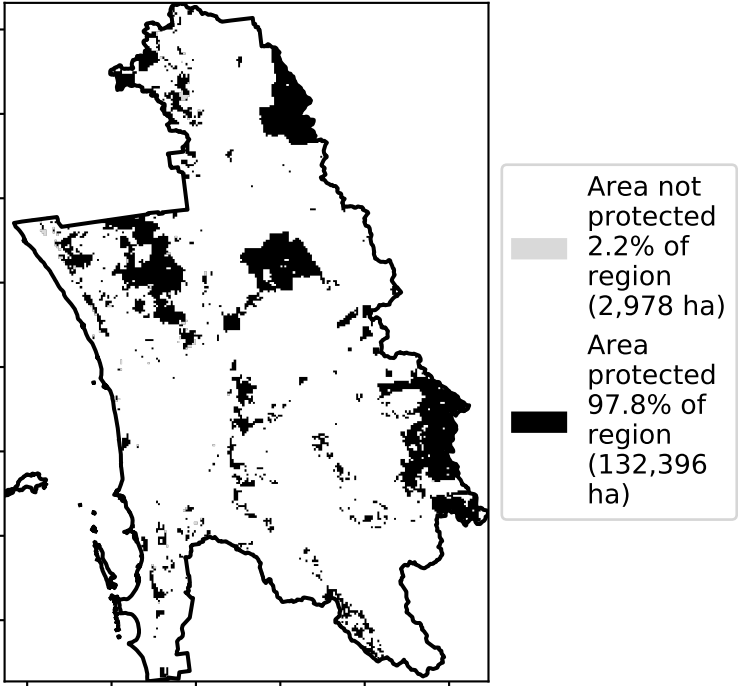 Area not
protected
2.2% of
region
(2,978 ha)
Area
protected
97.8% of
region
(132,396
ha)